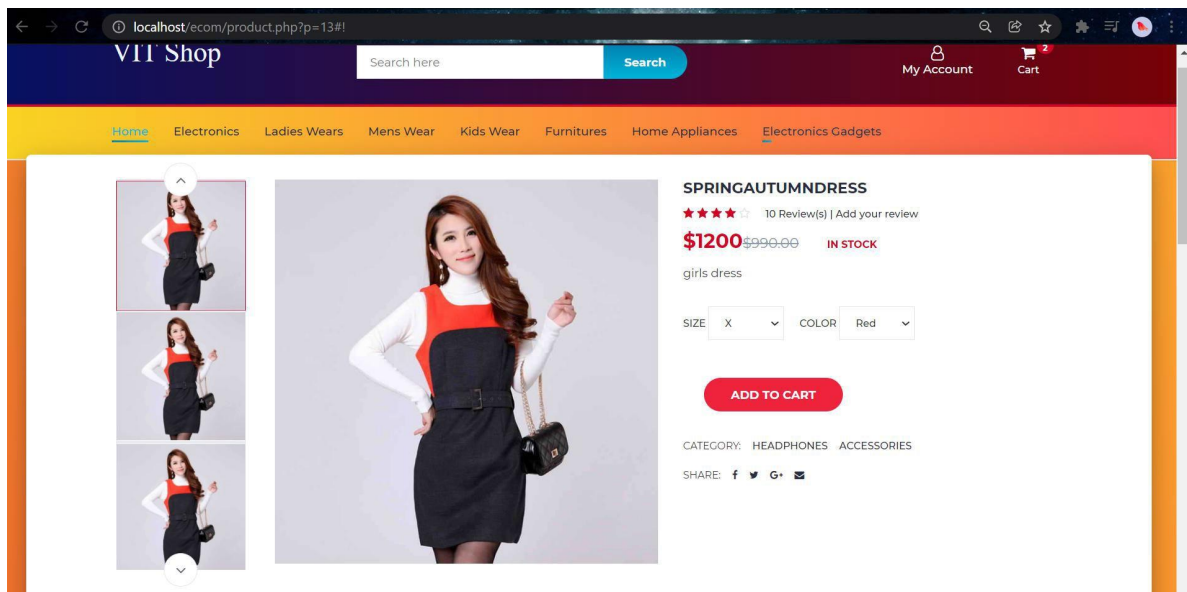 localhost/ecom/product.php?p=13#!
VIT Shop
Search here
Search
My Account
2
Cart
Home Electronics Ladies Wears Mens Wear Kids Wear Furnitures Home Appliances Electronics Gadgets
SPRINGAUTUMNDRESS
10 Review(s) | Add your review
$1200 $990.00 IN STOCK
girls dress
SIZE X COLOR Red
ADD TO CART
CATEGORY: HEADPHONES ACCESSORIES
SHARE: f G+